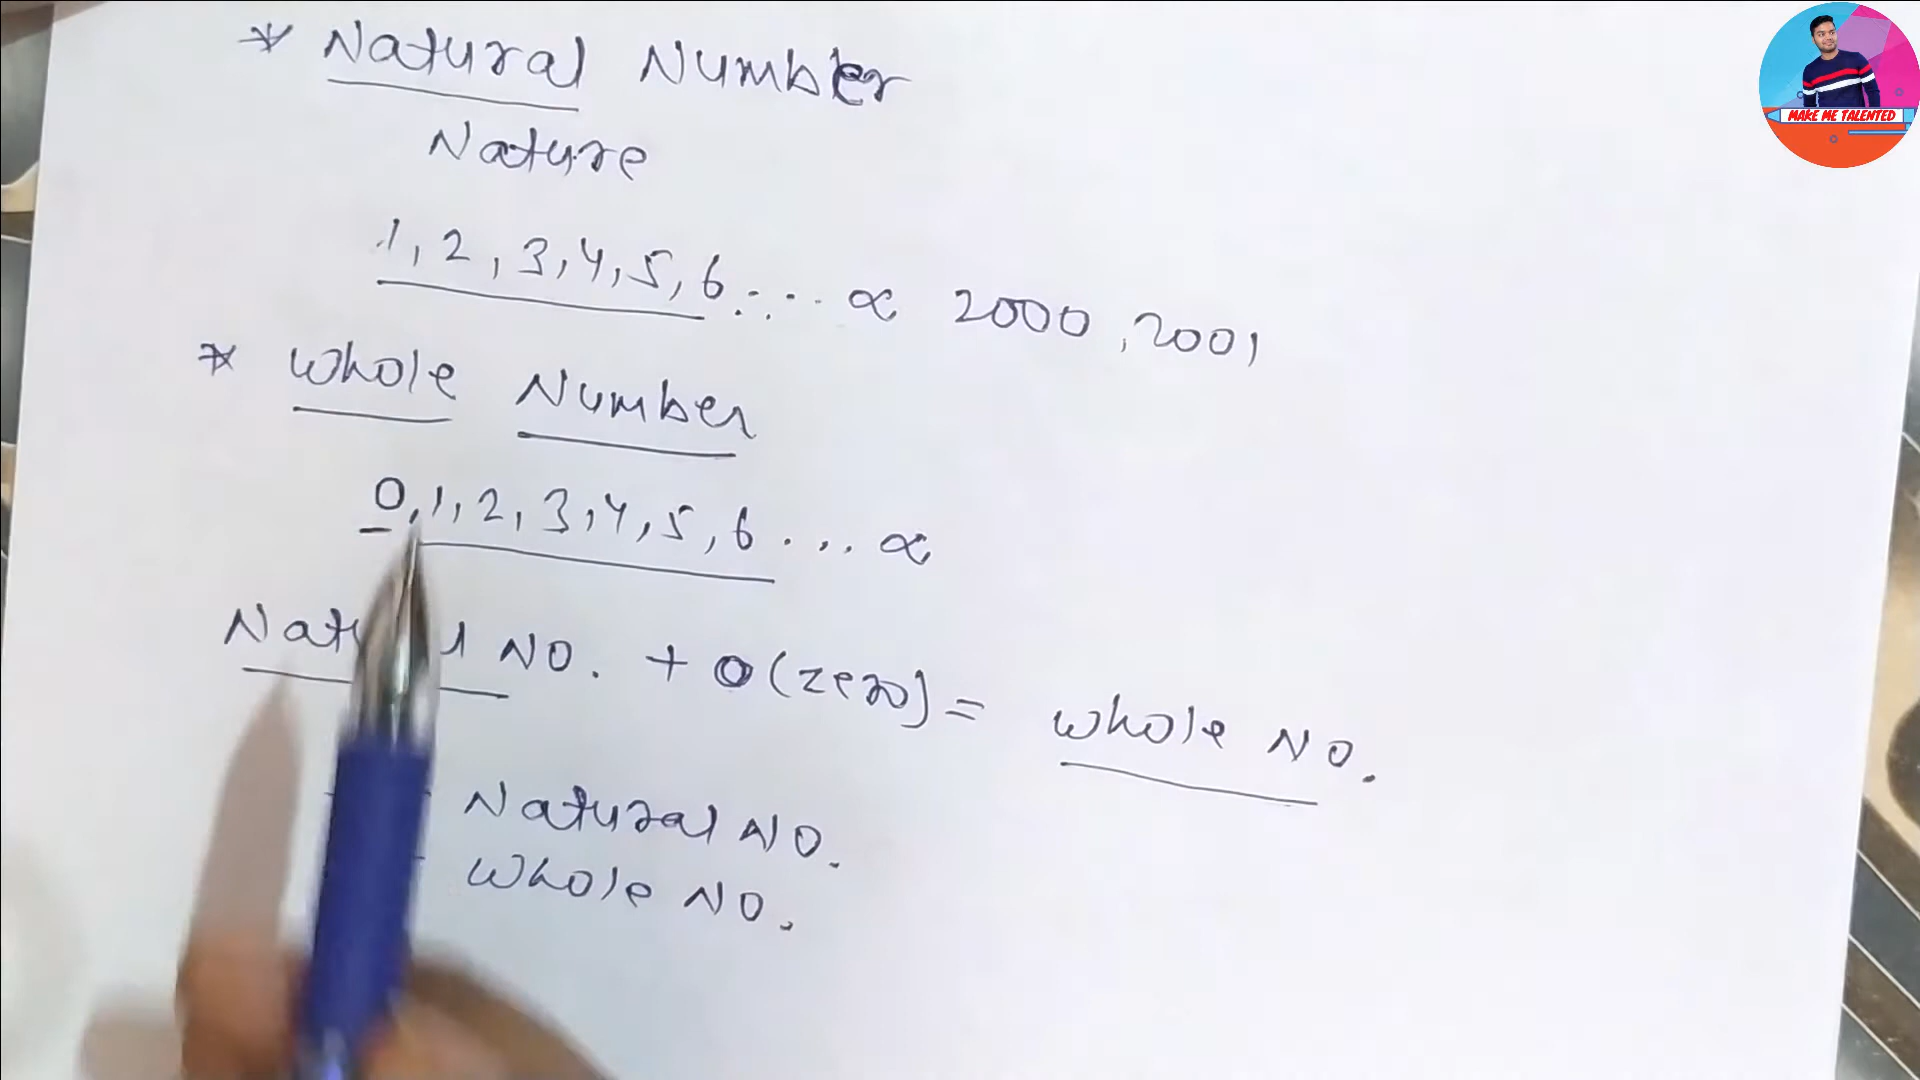 * Natural Number
Nature
1, 2, 3, 4, 5, 6 ... ∝ 2000, 2001
* Whole Number
0, 1, 2, 3, 4, 5, 6 ... ∝
NO. + 0 (zero) = Whole NO.
Natural NO.
Whole NO.
MAKE ME TALENTED